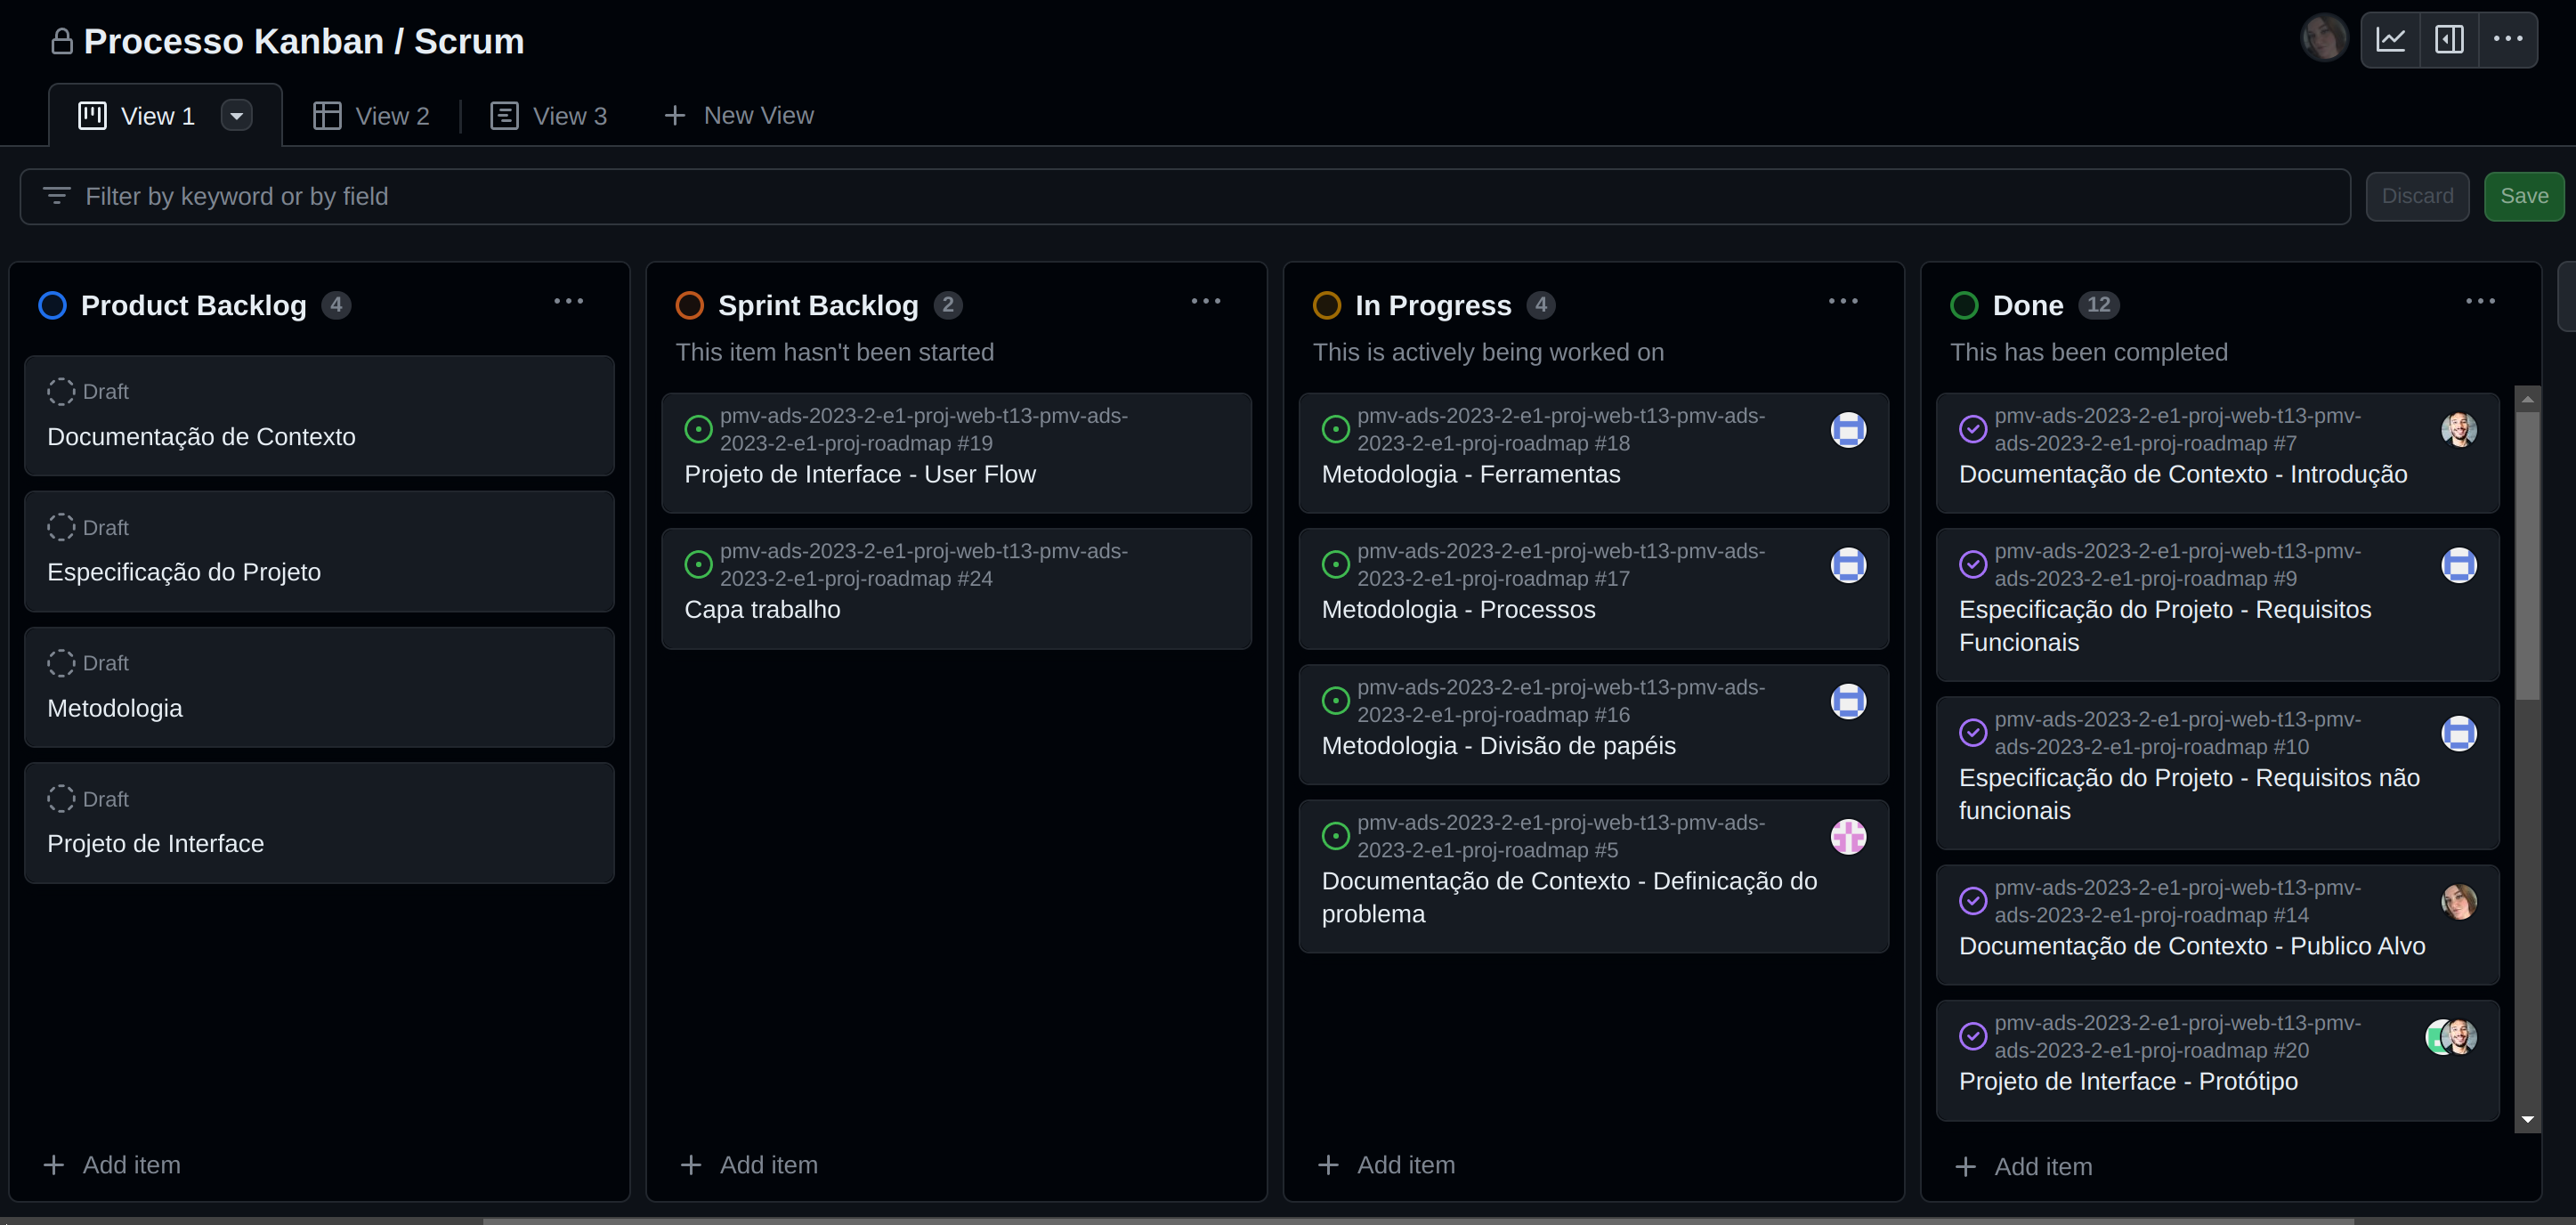 Processo Kanban / Scrum
View 1
View 2
View 3
New View
Filter by keyword or by field
Discard
Save
Product Backlog 4
Draft
Documentação de Contexto
Draft
Especificação do Projeto
Draft
Metodologia
Draft
Projeto de Interface
Add item
Sprint Backlog 2
This item hasn't been started
pmv-ads-2023-2-e1-proj-web-t13-pmv-ads-
2023-2-e1-proj-roadmap #19
Projeto de Interface - User Flow
pmv-ads-2023-2-e1-proj-web-t13-pmv-ads-
2023-2-e1-proj-roadmap #24
Capa trabalho
Add item
In Progress 4
This is actively being worked on
pmv-ads-2023-2-e1-proj-web-t13-pmv-ads-
2023-2-e1-proj-roadmap #18
Metodologia - Ferramentas
pmv-ads-2023-2-e1-proj-web-t13-pmv-ads-
2023-2-e1-proj-roadmap #17
Metodologia - Processos
pmv-ads-2023-2-e1-proj-web-t13-pmv-ads-
2023-2-e1-proj-roadmap #16
Metodologia - Divisão de papéis
pmv-ads-2023-2-e1-proj-web-t13-pmv-ads-
2023-2-e1-proj-roadmap #5
Documentação de Contexto - Definicação do
problema
Add item
Done 12
This has been completed
pmv-ads-2023-2-e1-proj-web-t13-pmv-
ads-2023-2-e1-proj-roadmap #7
Documentação de Contexto - Introdução
pmv-ads-2023-2-e1-proj-web-t13-pmv-
ads-2023-2-e1-proj-roadmap #9
Especificação do Projeto - Requisitos
Funcionais
pmv-ads-2023-2-e1-proj-web-t13-pmv-
ads-2023-2-e1-proj-roadmap #10
Especificação do Projeto - Requisitos não
funcionais
pmv-ads-2023-2-e1-proj-web-t13-pmv-
ads-2023-2-e1-proj-roadmap #14
Documentação de Contexto - Publico Alvo
pmv-ads-2023-2-e1-proj-web-t13-pmv-
ads-2023-2-e1-proj-roadmap #20
Projeto de Interface - Protótipo
Add item